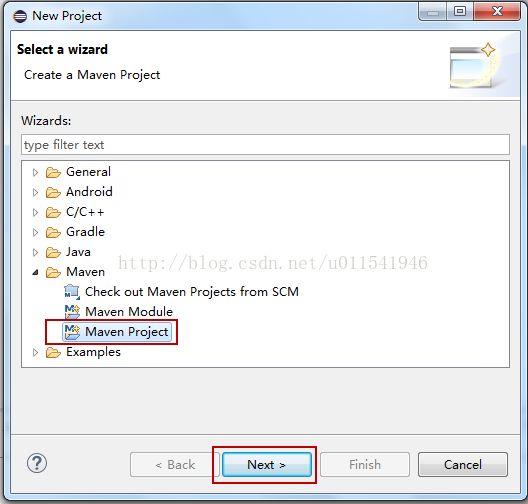 New Project
Select a wizard
Create a Maven Project
Wizards:
type filter text
General
Android
C/C++
Gradle
Java
http://blog.csdn.net/u011541946
Maven
Check out Maven Projects from SCM
Maven Module
Maven Project
Examples
< Back Next > Finish Cancel